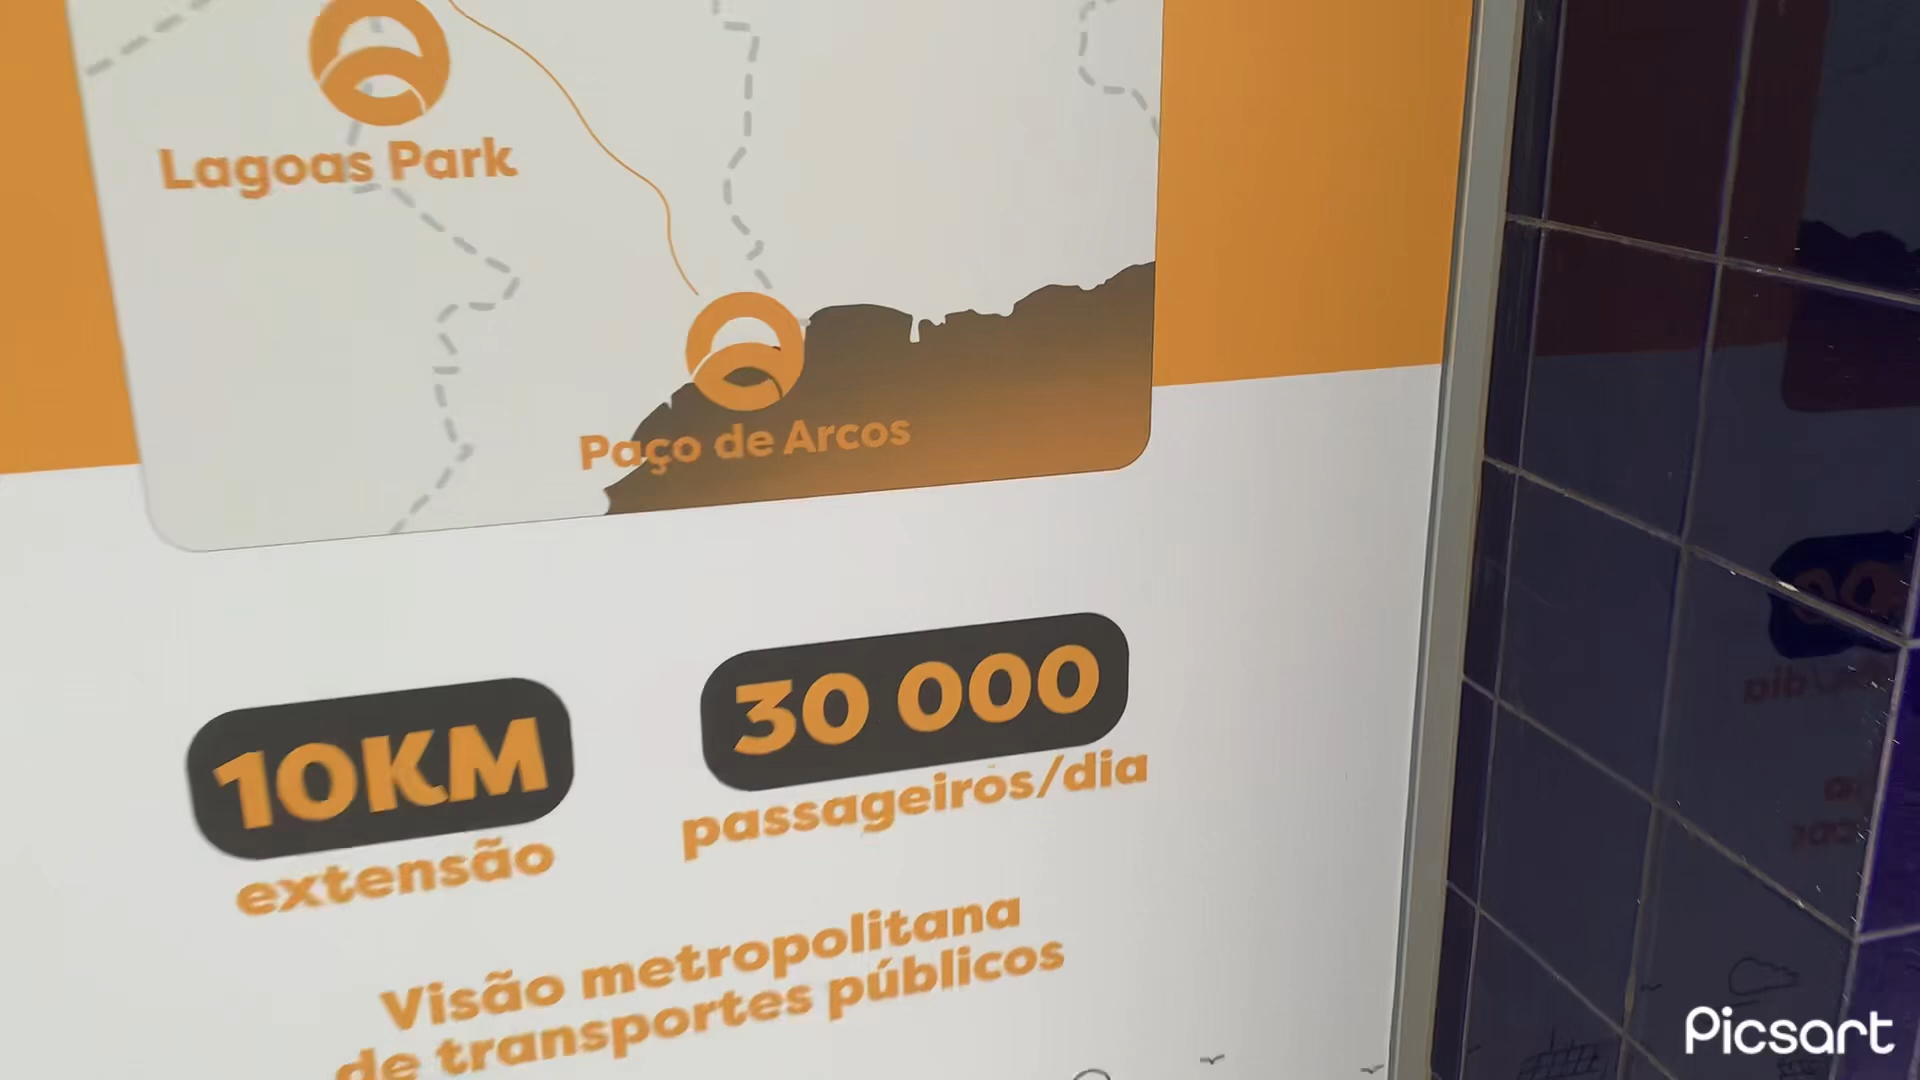 Lagoas Park
Paço de Arcos
10KM
extensão
30 000
passageiros/dia
Visão metropolitana
de transportes públicos
Picsart